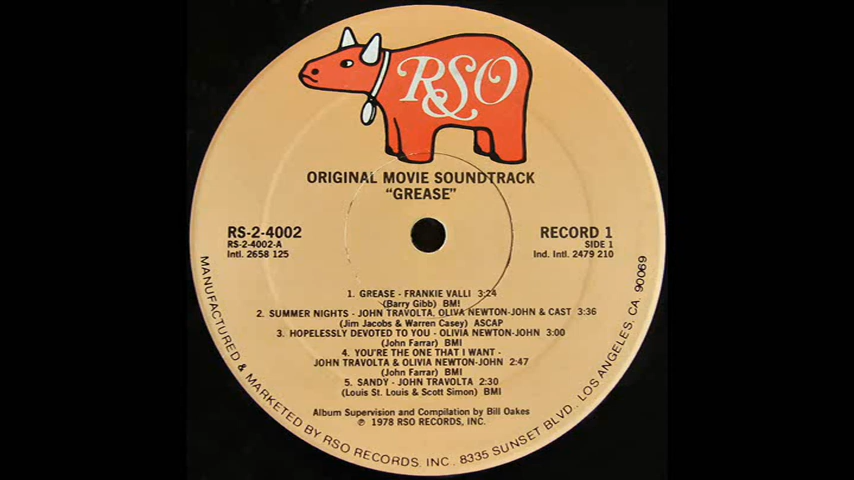 RSO
ORIGINAL MOVIE SOUNDTRACK
“GREASE”
RS-2-4002
RS-2-4002-A
Intl. 2658 125
RECORD 1
SIDE 1
Ind. Intl. 2479 210
1. GREASE - FRANKIE VALLI 3:24
(Barry Gibb) BMI
2. SUMMER NIGHTS - JOHN TRAVOLTA, OLIVA NEWTON-JOHN & CAST 3:36
(Jim Jacobs & Warren Casey) ASCAP
3. HOPELESSLY DEVOTED TO YOU - OLIVIA NEWTON-JOHN 3:00
(John Farrar) BMI
4. YOU'RE THE ONE THAT I WANT -
JOHN TRAVOLTA & OLIVIA NEWTON-JOHN 2:47
(John Farrar) BMI
5. SANDY - JOHN TRAVOLTA 2:30
(Louis St. Louis & Scott Simon) BMI
Album Supervision and Compilation by Bill Oakes
℗ 1978 RSO RECORDS, INC.
MANUFACTURED & MARKETED BY RSO RECORDS, INC. 8335 SUNSET BLVD., LOS ANGELES, CA 90069